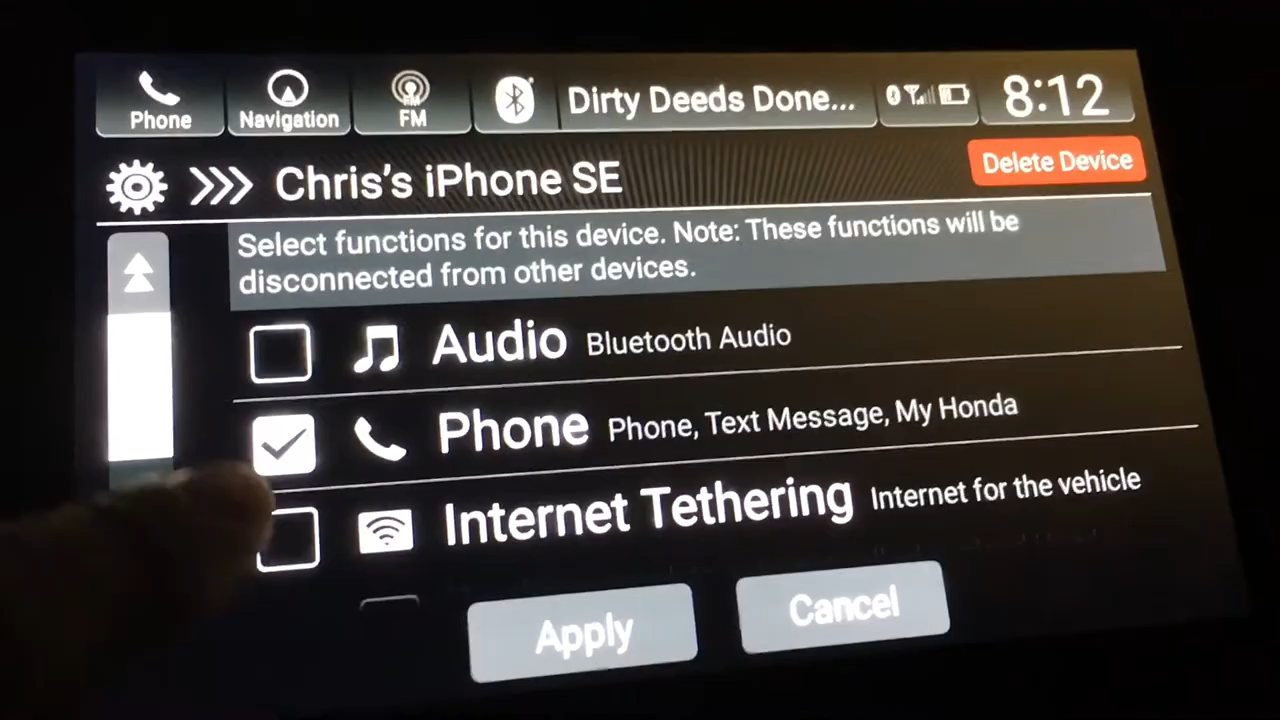 Phone
Navigation
FM
Dirty Deeds Done...
8:12
Chris's iPhone SE
Delete Device
Select functions for this device. Note: These functions will be
disconnected from other devices.
Audio Bluetooth Audio
Phone Phone, Text Message, My Honda
Internet Tethering Internet for the vehicle
Apply
Cancel